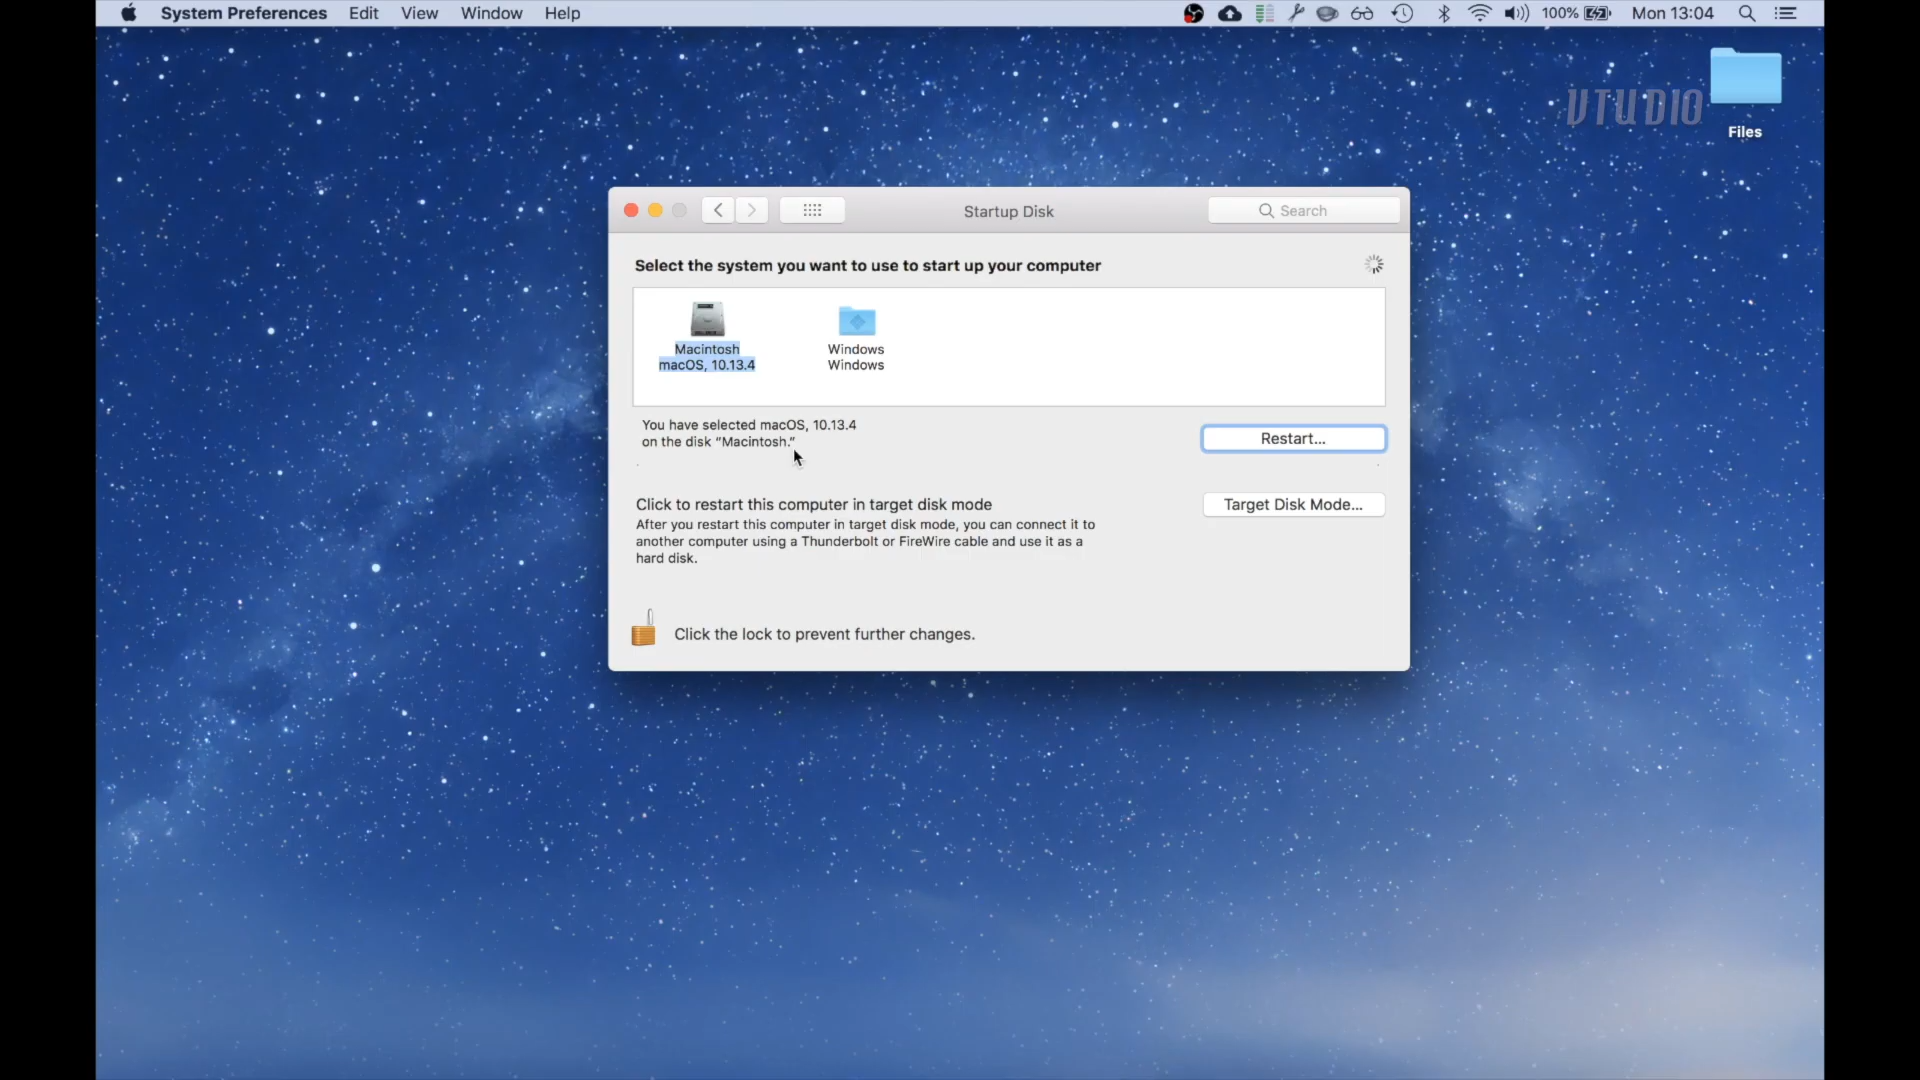 System Preferences Edit View Window Help 100% Mon 13:04
VTUDIO
Files
Startup Disk
Search
Select the system you want to use to start up your computer
Macintosh
macOS, 10.13.4
Windows
Windows
You have selected macOS, 10.13.4
on the disk “Macintosh.”
Restart...
Click to restart this computer in target disk mode
Target Disk Mode...
After you restart this computer in target disk mode, you can connect it to
another computer using a Thunderbolt or FireWire cable and use it as a
hard disk.
Click the lock to prevent further changes.